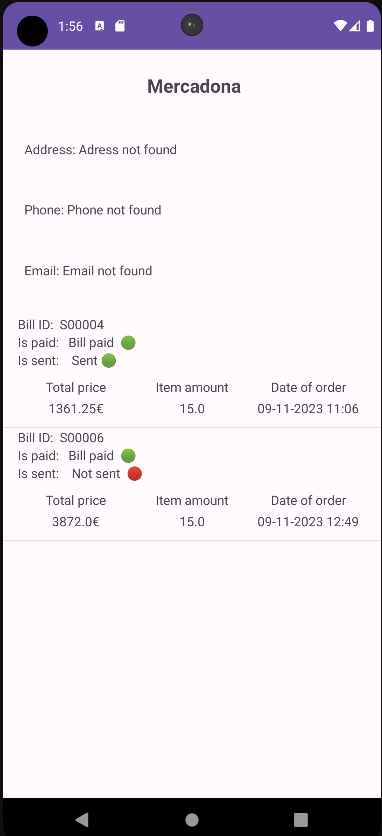 1:56
Mercadona
Address: Adress not found
Phone: Phone not found
Email: Email not found
Bill ID: S00004
Is paid: Bill paid
Is sent: Sent
Total price Item amount Date of order
1361.25€ 15.0 09-11-2023 11:06
Bill ID: S00006
Is paid: Bill paid
Is sent: Not sent
Total price Item amount Date of order
3872.0€ 15.0 09-11-2023 12:49